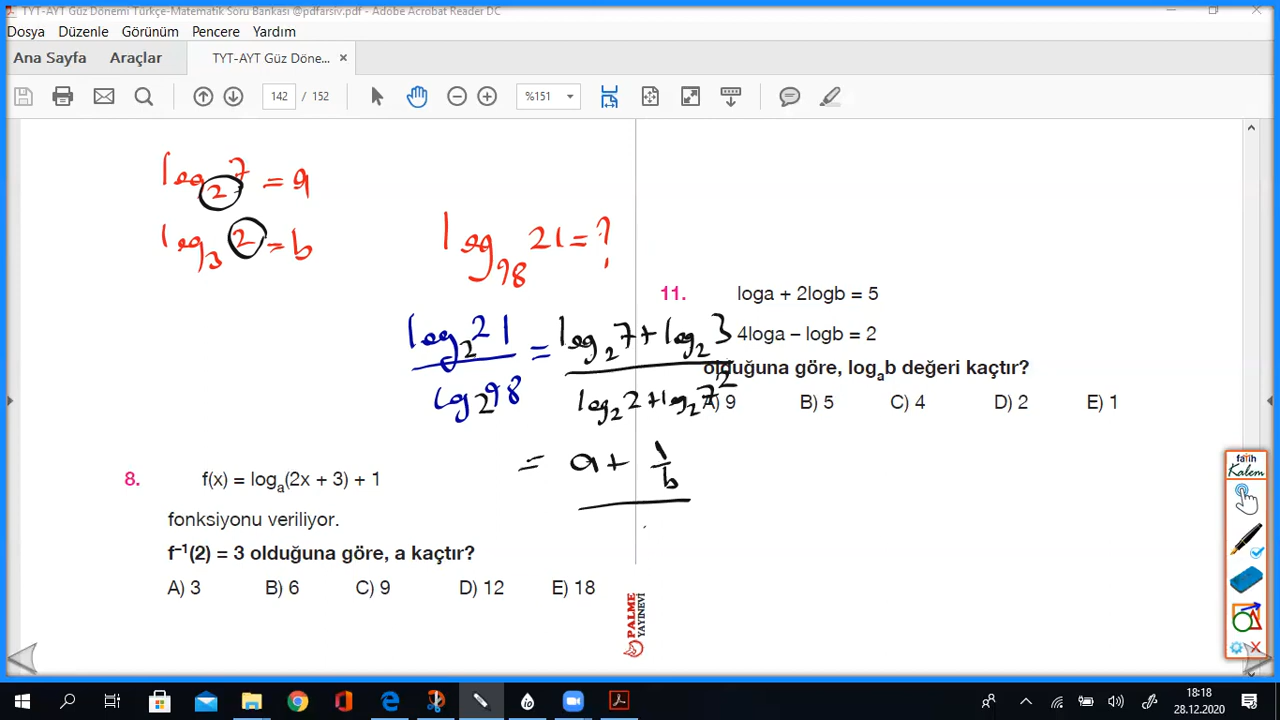 TYT-AYT Güz Dönemi Türkçe-Matematik Soru Bankası @pdfarsiv.pdf - Adobe Acrobat Reader DC
Dosya Düzenle Görünüm Pencere Yardım
Ana Sayfa Araçlar TYT-AYT Güz Döne... ×
142 / 152 %151
log₂7 = a
log₃2 = b
log₉₈21 = ?
log₂21 / log₂98 = (log₂7 + log₂3) / (log₂2 + log₂7²)
= a + 1/b
8. f(x) = logₐ(2x + 3) + 1
fonksiyonu veriliyor.
f⁻¹(2) = 3 olduğuna göre, a kaçtır?
A) 3 B) 6 C) 9 D) 12 E) 18
11. loga + 2logb = 5
4loga – logb = 2
olduğuna göre, logₐb değeri kaçtır?
A) 9 B) 5 C) 4 D) 2 E) 1
PALME
YAYINEVİ
fatih
Kalem
18:18
28.12.2020